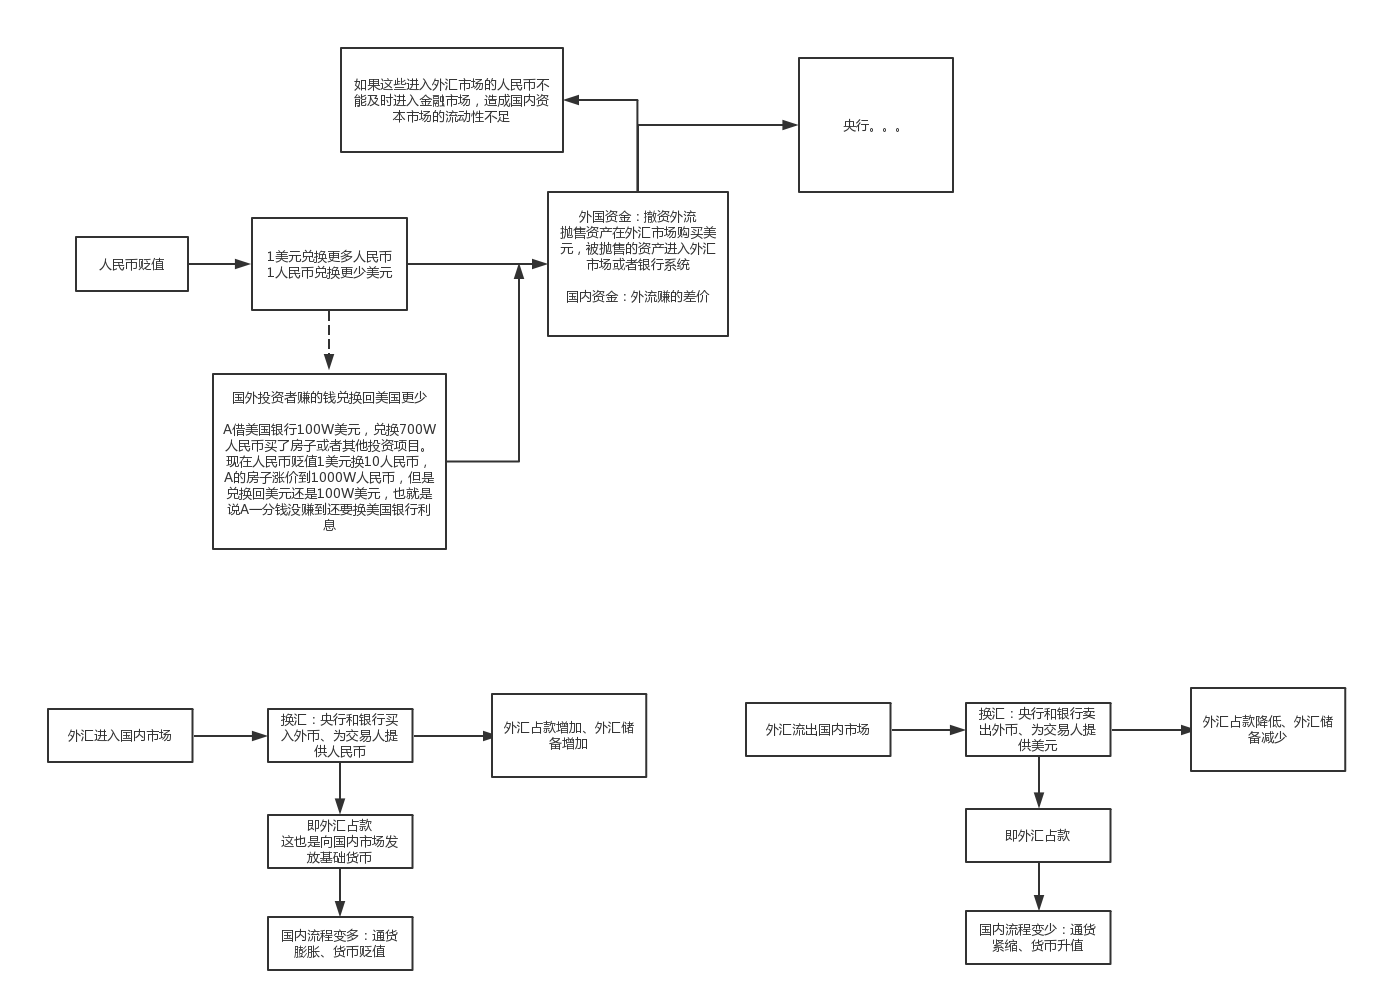 如果这些进入外汇市场的人民币不
能及时进入金融市场，造成国内资
本市场的流动性不足
央行。。。
人民币贬值
1美元兑换更多人民币
1人民币兑换更少美元
外国资金：撤资外流
抛售资产在外汇市场购买美
元，被抛售的资产进入外汇
市场或者银行系统
国内资金：外流赚的差价
国外投资者赚的钱兑换回美国更少
A借美国银行100W美元，兑换700W
人民币买了房子或者其他投资项目。
现在人民币贬值1美元换10人民币，
A的房子涨价到1000W人民币，但是
兑换回美元还是100W美元，也就是
说A一分钱没赚到还要换美国银行利
息
外汇进入国内市场
换汇：央行和银行买
入外币、为交易人提
供人民币
外汇占款增加、外汇储
备增加
即外汇占款
这也是向国内市场发
放基础货币
国内流程变多：通货
膨胀、货币贬值
外汇流出国内市场
换汇：央行和银行卖
出外币、为交易人提
供美元
外汇占款降低、外汇储
备减少
即外汇占款
国内流程变少：通货
紧缩、货币升值